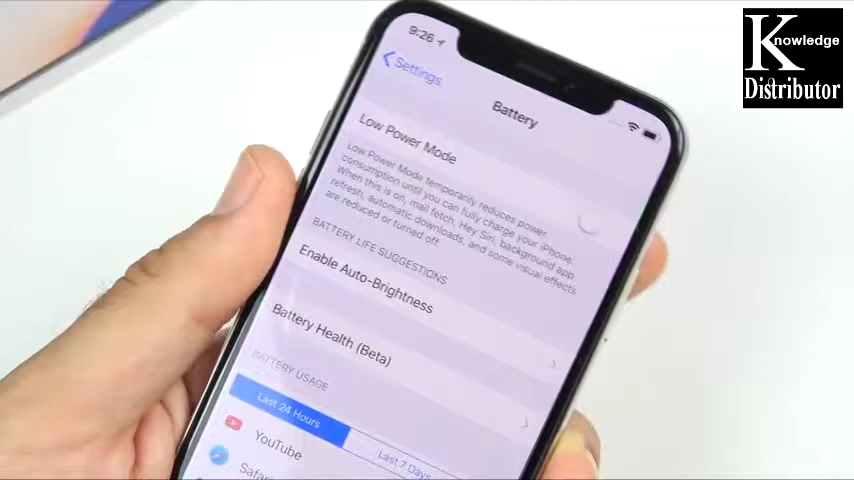 Knowledge
Distributor
9:26
Settings
Battery
Low Power Mode
Low Power Mode temporarily reduces power
consumption until you can fully charge your iPhone.
When this is on, mail fetch, Hey Siri, background app
refresh, automatic downloads, and some visual effects
are reduced or turned off.
BATTERY LIFE SUGGESTIONS
Enable Auto-Brightness
Battery Health (Beta)
BATTERY USAGE
Last 24 Hours
Last 7 Days
YouTube
Safari